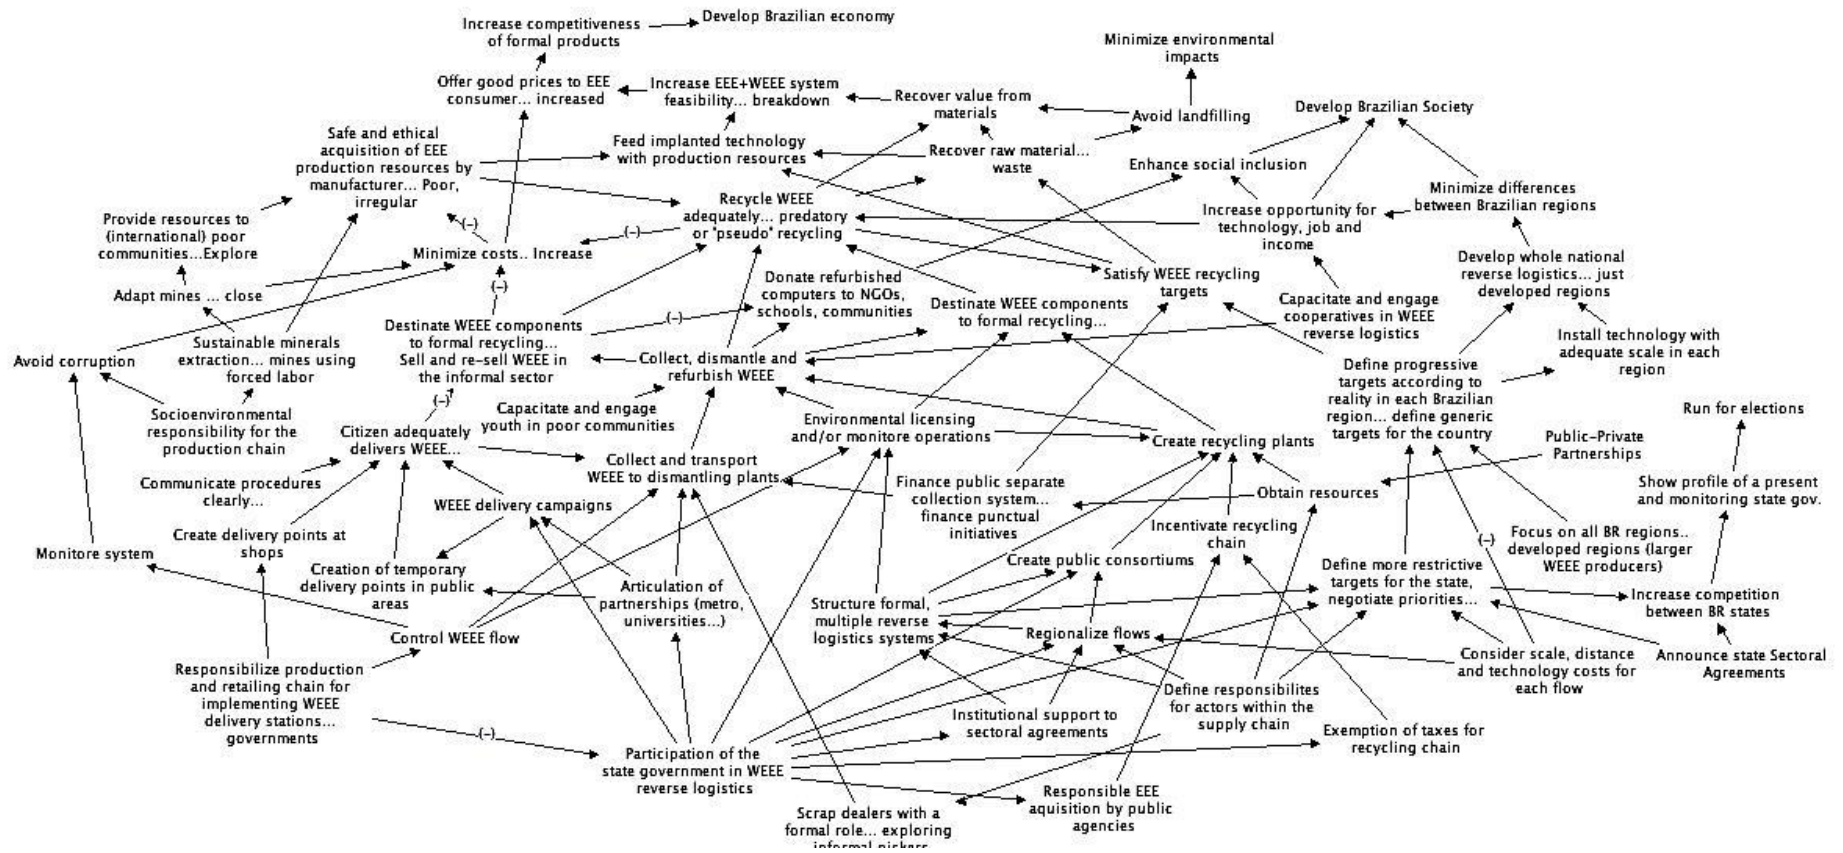 Increase competitiveness
of formal products
Develop Brazilian economy
Minimize environmental
impacts
Offer good prices to EEE
consumer... increased
Increase EEE+WEEE system
feasibility... breakdown
Recover value from
materials
Avoid landfilling
Develop Brazilian Society
Safe and ethical
acquisition of EEE
production resources by
manufacturer... Poor,
irregular
Feed implanted technology
with production resources
Recover raw material...
waste
Enhance social inclusion
Minimize differences
between Brazilian regions
Recycle WEEE
adequately... predatory
or "pseudo" recycling
Increase opportunity for
technology, job and
income
Provide resources to
(international) poor
communities...Explore
(-)
(-)
Minimize costs.. Increase
Develop whole national
reverse logistics... just
developed regions
Satisfy WEEE recycling
targets
Donate refurbished
computers to NGOs,
schools, communities
Adapt mines ... close
(-)
Destinate WEEE components
to formal recycling...
Capacitate and engage
cooperatives in WEEE
reverse logistics
Destinate WEEE components
to formal recycling...
Sell and re-sell WEEE in
the informal sector
(-)
Sustainable minerals
extraction... mines using
forced labor
Install technology with
adequate scale in each
region
Avoid corruption
Collect, dismantle and
refurbish WEEE
Define progressive
targets according to
reality in each Brazilian
region... define generic
targets for the country
(-)
Capacitate and engage
youth in poor communities
Socioenvironmental
responsibility for the
production chain
Environmental licensing
and/or monitore operations
Run for elections
Citizen adequately
delivers WEEE...
Create recycling plants
Public-Private
Partnerships
Collect and transport
WEEE to dismantling plants
Communicate procedures
clearly...
Finance public separate
collection system...
finance punctual
initiatives
Obtain resources
Show profile of a present
and monitoring state gov.
WEEE delivery campaigns
Incentivate recycling
chain
Create delivery points at
shops
Focus on all BR regions..
developed regions (larger
WEEE producers)
(-)
Monitore system
Create public consortiums
Creation of temporary
delivery points in public
areas
Define more restrictive
targets for the state,
negotiate priorities...
Articulation of
partnerships (metro,
universities...)
Increase competition
between BR states
Structure formal,
multiple reverse
logistics systems
Control WEEE flow
Regionalize flows
Consider scale, distance
and technology costs for
each flow
Announce state Sectoral
Agreements
Responsibilize production
and retailing chain for
implementing WEEE
delivery stations...
governments
Define responsibilites
for actors within the
supply chain
Institutional support to
sectoral agreements
Exemption of taxes for
recycling chain
(-)
Participation of the
state government in WEEE
reverse logistics
Responsible EEE
aquisition by public
agencies
Scrap dealers with a
formal role... exploring
informal pickers